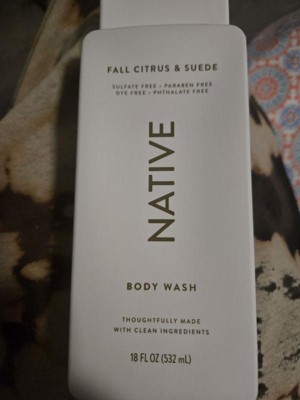 FALL CITRUS & SUEDE
SULFATE FREE • PARABEN FREE
DYE FREE • PHTHALATE FREE
NATIVE
BODY WASH
THOUGHTFULLY MADE
WITH CLEAN INGREDIENTS
18 FL OZ (532 mL)